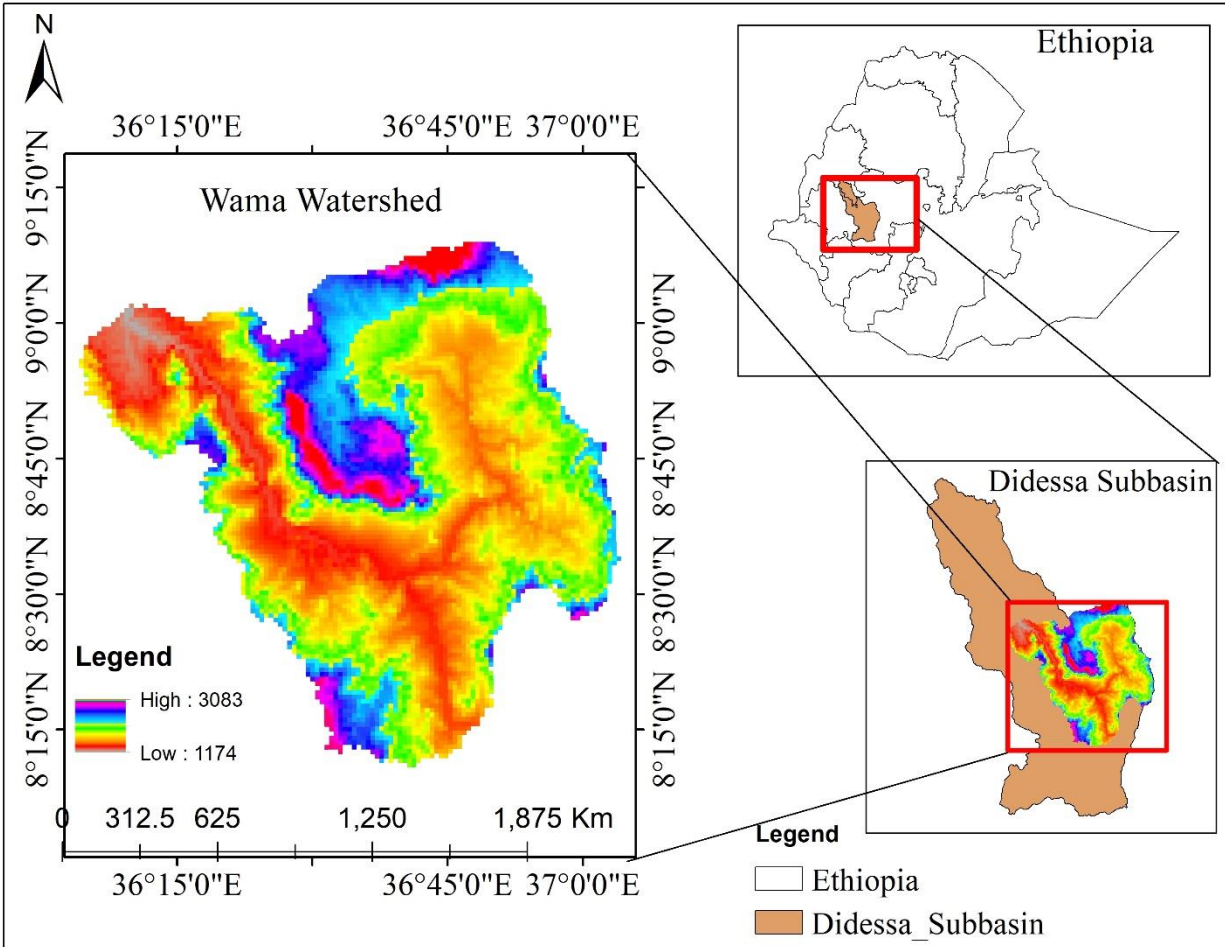 N
36°15'0"E 36°45'0"E 37°0'0"E
Wama Watershed
9°15'0"N
9°0'0"N
8°45'0"N
8°30'0"N
8°15'0"N
9°15'0"N
9°0'0"N
8°45'0"N
8°30'0"N
8°15'0"N
Legend
High : 3083
Low : 1174
0 312.5 625 1,250 1,875 Km
36°15'0"E 36°45'0"E 37°0'0"E
Ethiopia
Didessa Subbasin
Legend
Ethiopia
Didessa_Subbasin